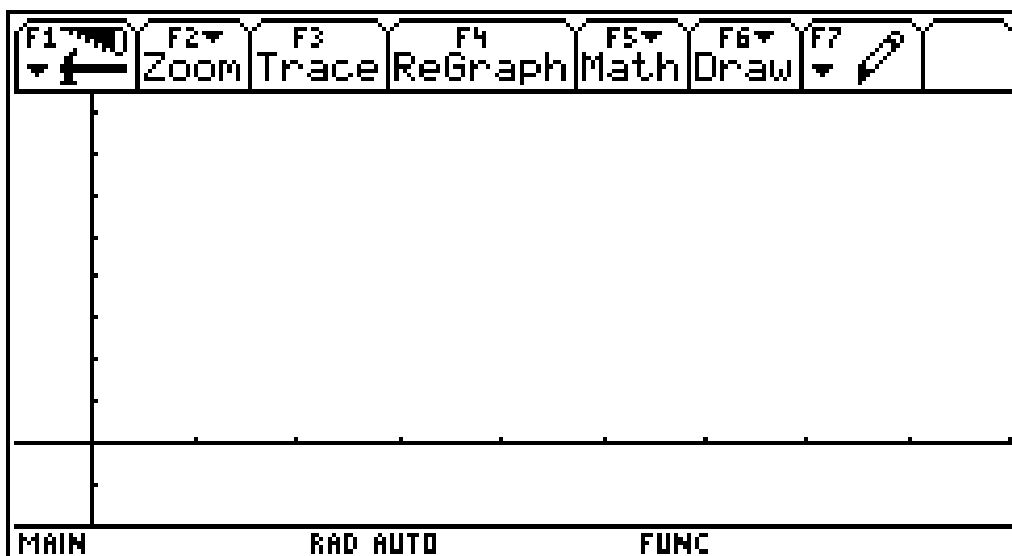 F1 F2 F3 F4 F5 F6 F7
Zoom Trace ReGraph Math Draw
MAIN RAD AUTO FUNC